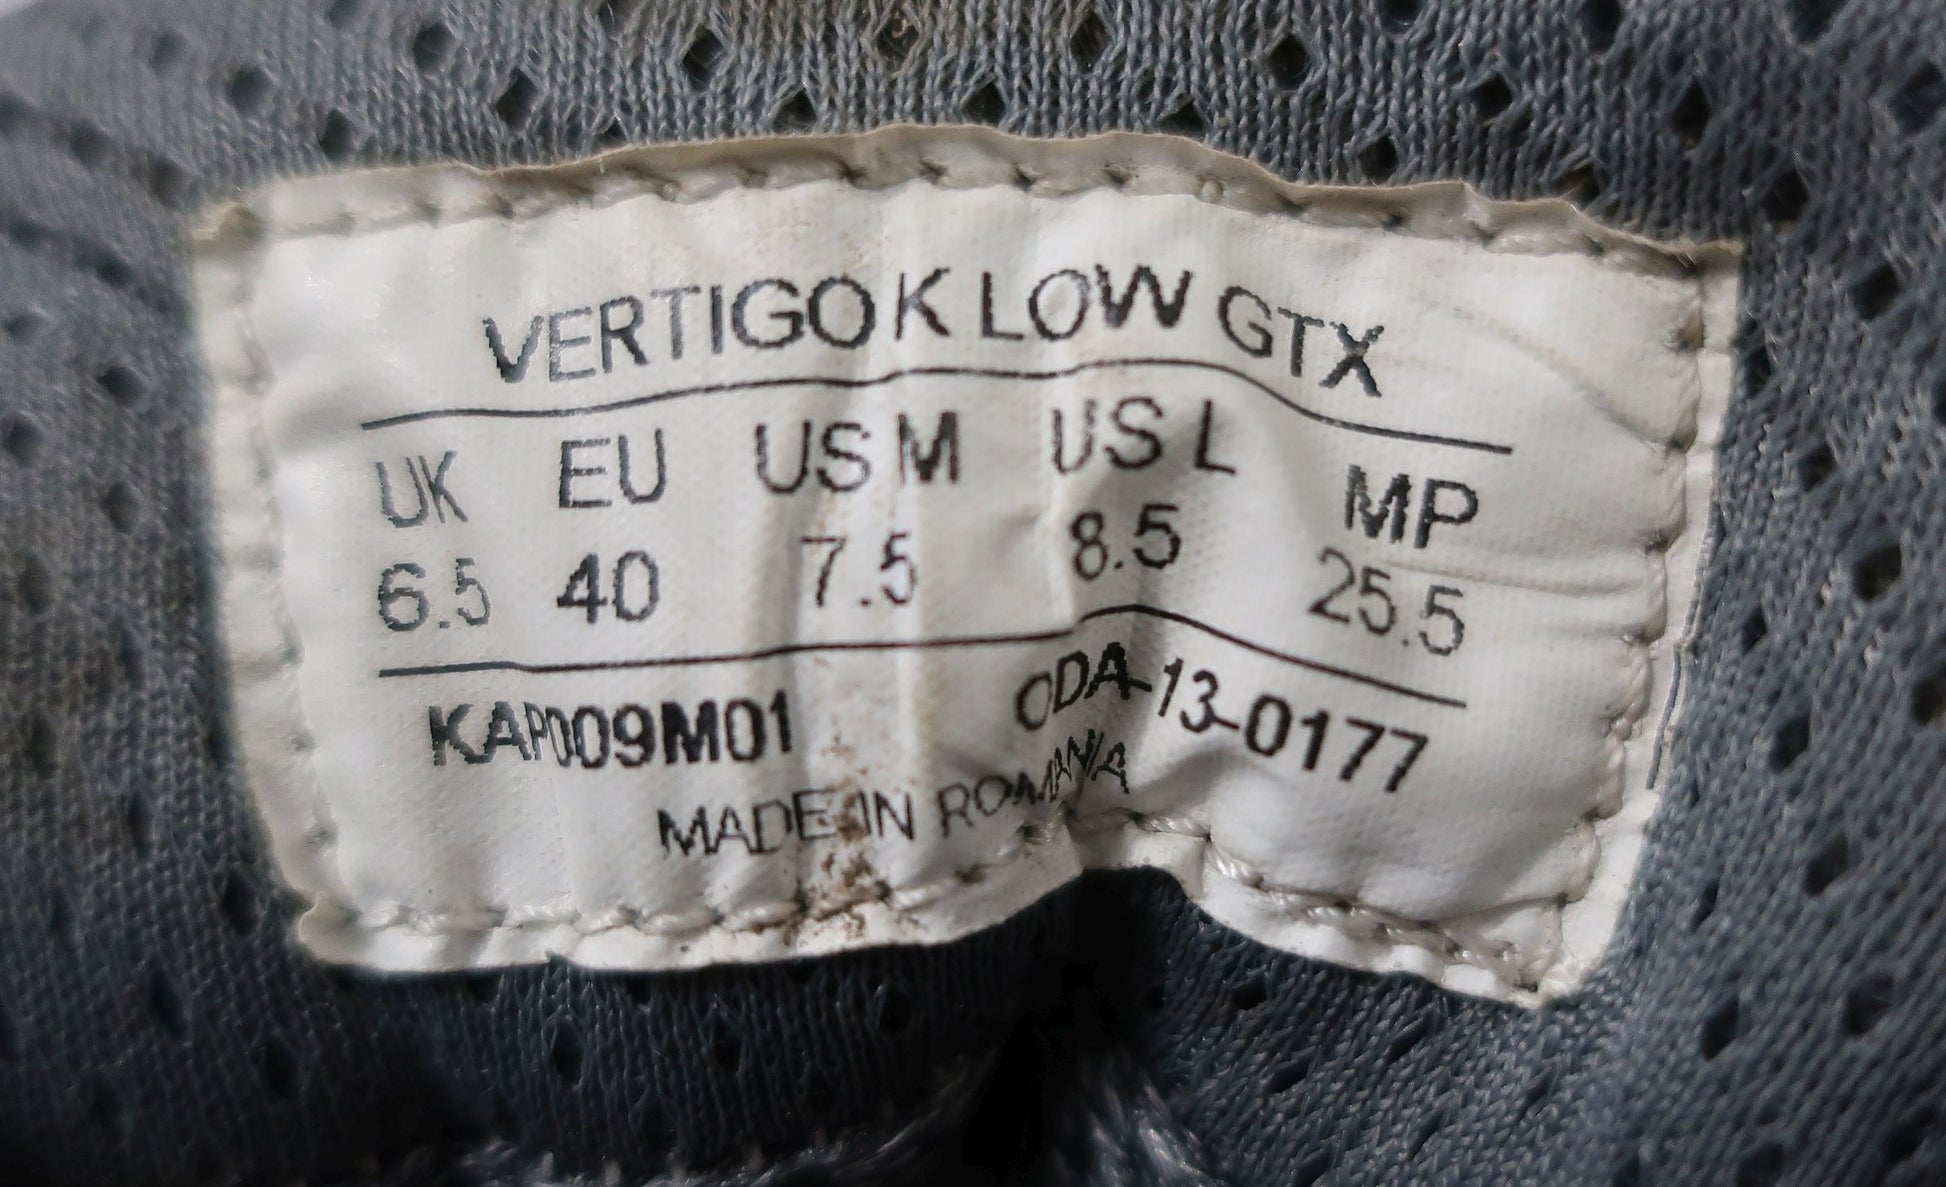 VERTIGO K LOW GTX
UK EU US M US L MP
6.5 40 7.5 8.5 25.5
KAP009M01 ODA-13-0177
MADE IN ROMANIA